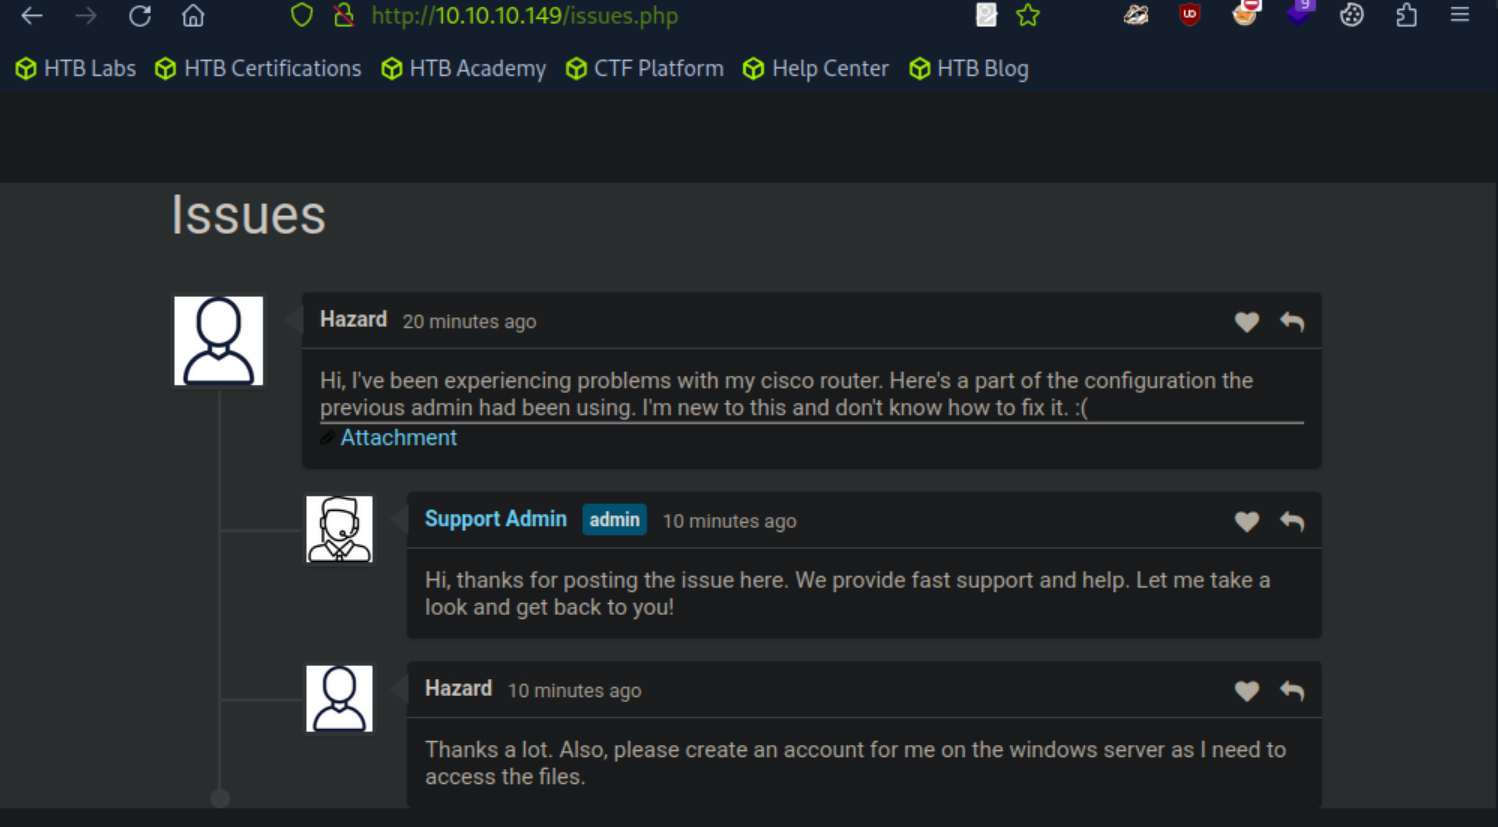 http://10.10.10.149/issues.php
9
HTB Labs HTB Certifications HTB Academy CTF Platform Help Center HTB Blog
Issues
Hazard 20 minutes ago
Hi, I've been experiencing problems with my cisco router. Here's a part of the configuration the
previous admin had been using. I'm new to this and don't know how to fix it. :(
Attachment
Support Admin admin 10 minutes ago
Hi, thanks for posting the issue here. We provide fast support and help. Let me take a
look and get back to you!
Hazard 10 minutes ago
Thanks a lot. Also, please create an account for me on the windows server as I need to
access the files.